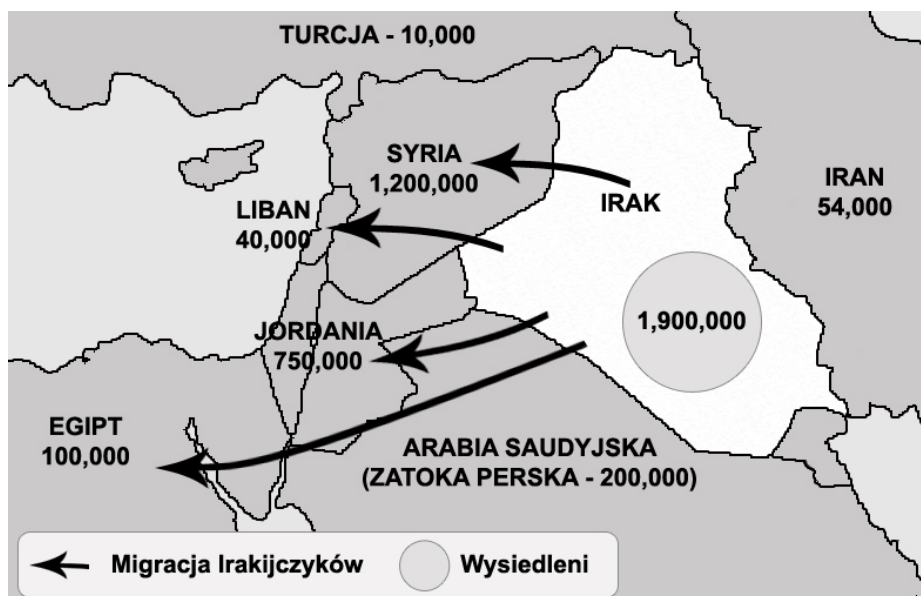 TURCJA - 10,000
SYRIA
1,200,000
IRAK
IRAN
54,000
LIBAN
40,000
1,900,000
JORDANIA
750,000
EGIPT
100,000
ARABIA SAUDYJSKA
(ZATOKA PERSKA - 200,000)
Migracja Irakijczyków
Wysiedleni